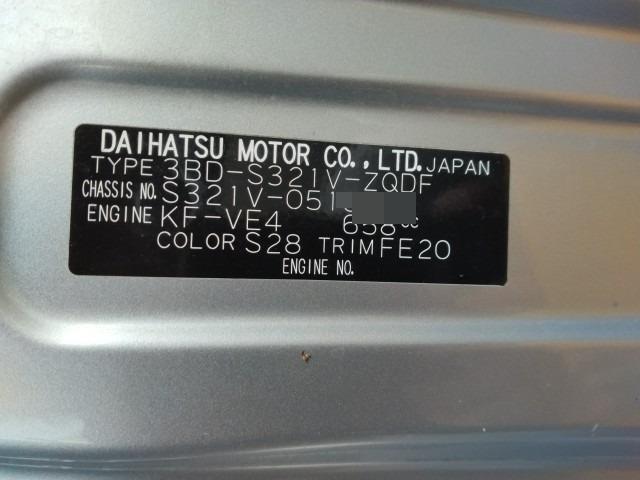 DAIHATSU MOTOR CO., LTD. JAPAN
TYPE 3BD-S321V-ZQDF
CHASSIS NO. S321V-051
ENGINE KF-VE4 658cc
COLOR S28 TRIM FE20
ENGINE NO.